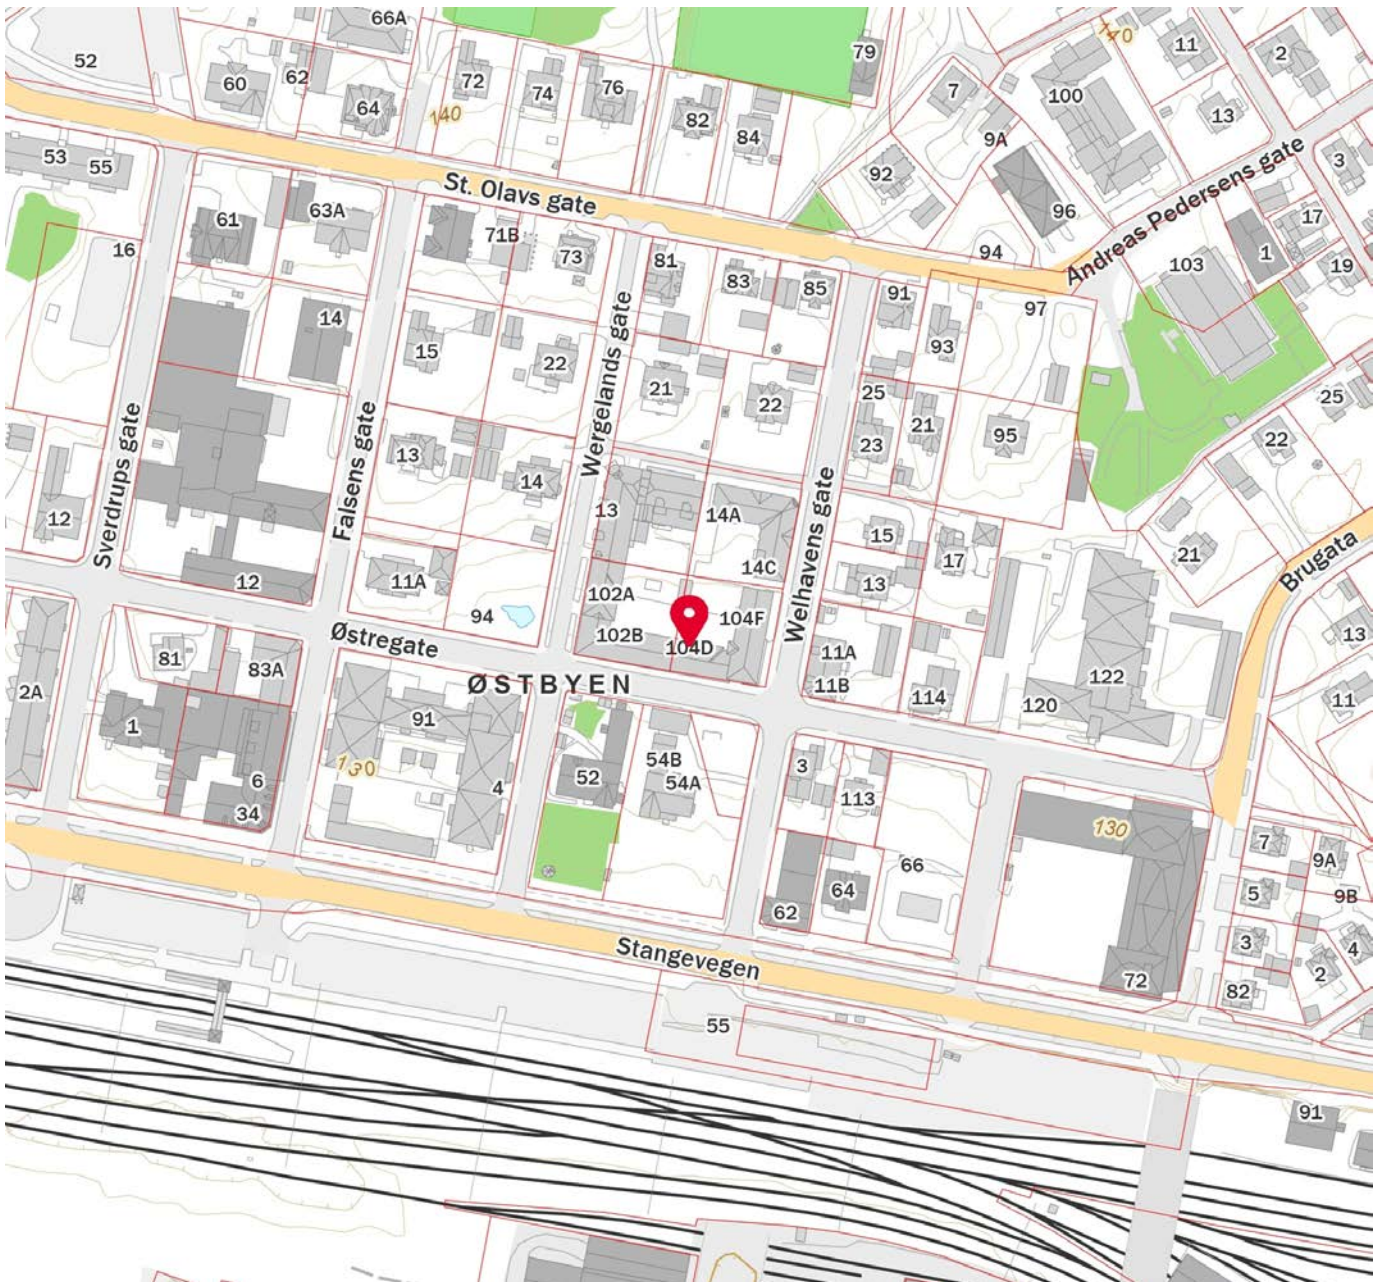 66A
79
11
2
140
52
60
62
72
74
76
7
100
13
64
140
82
84
9A
53
55
92
3
St. Olavs gate
Andreas Pedersens gate
61
63A
71B
73
96
17
1
16
81
83
85
94
103
19
91
97
14
15
22
93
Wergelands gate
21
22
25
25
23
21
95
22
Falsens gate
13
14
13
14A
Sverdrups gate
12
15
17
21
Brugata
12
11A
14C
13
Welhavens gate
102A
94
104F
13
Østregate
102B
104D
11A
81
83A
ØSTBYEN
11B
122
2A
91
114
120
11
1
54B
3
130
52
54A
6
4
113
34
130
7
9A
66
64
5
9B
62
3
4
Stangevegen
2
72
82
55
91